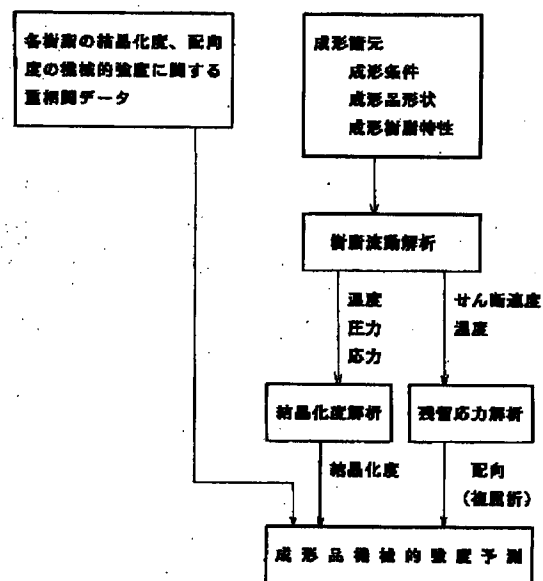 各樹脂の結晶化度、配向
度の機械的強度に関する
重相関データ
成形諸元
成形条件
成形品形状
成形樹脂特性
樹脂流動解析
温度
圧力
応力
せん断速度
温度
結晶化度解析
残留応力解析
結晶化度
配向
(複屈折)
成形品機械的強度予測